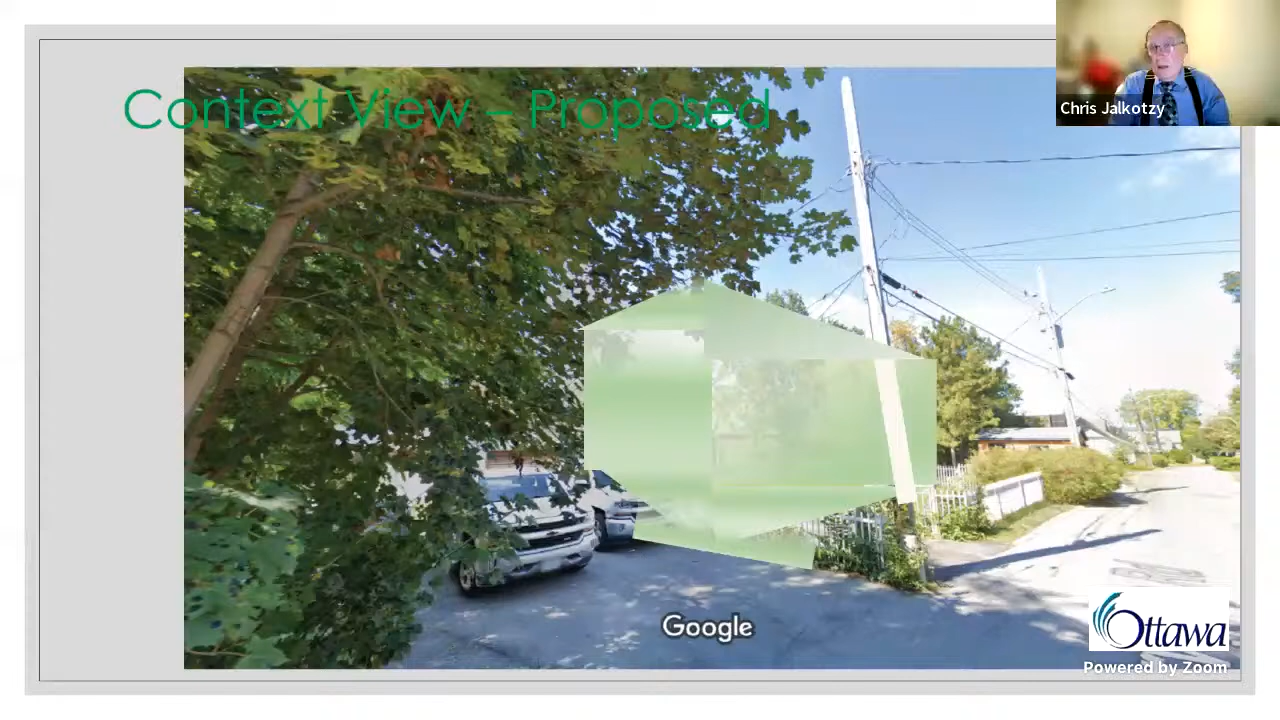 Context View – Proposed
Chris Jalkotzy
Google
Ottawa
Powered by Zoom